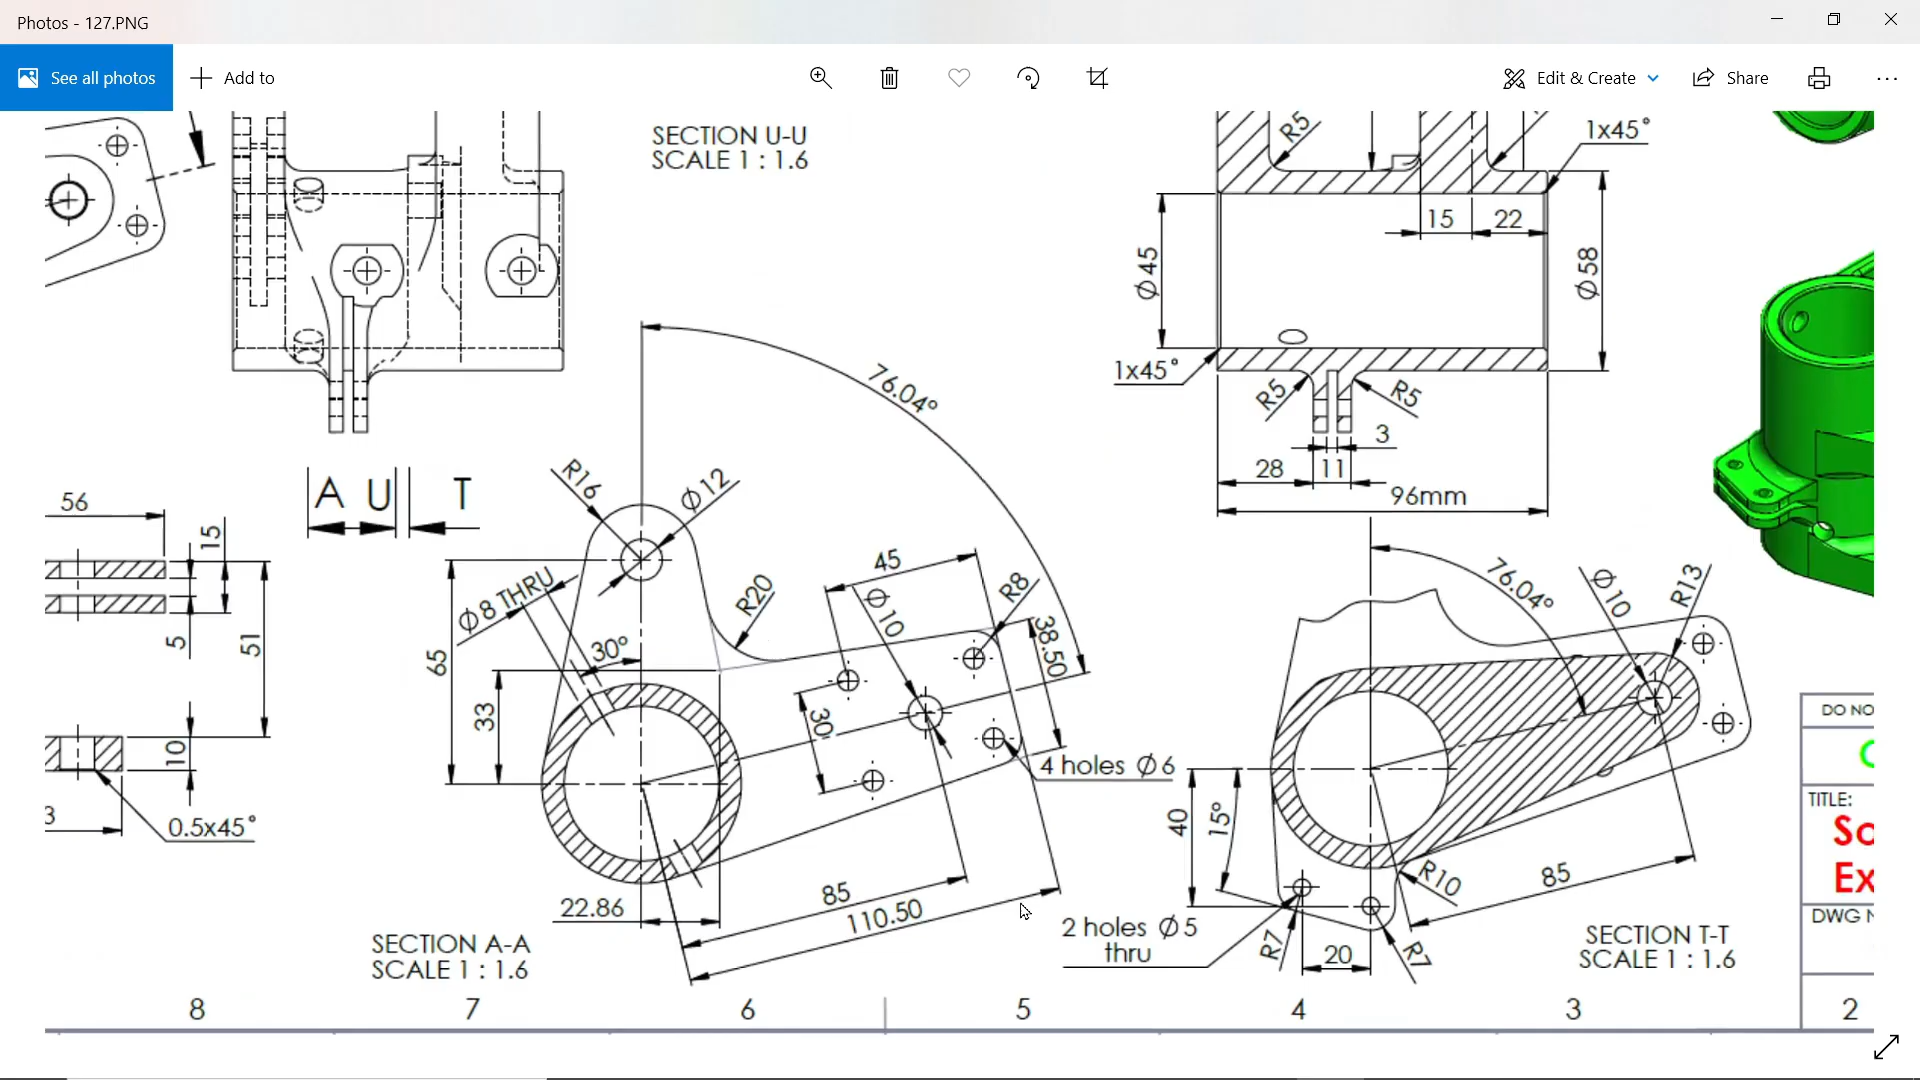 Photos - 127.PNG
See all photos
Add to
Edit & Create
Share
SECTION U-U
SCALE 1 : 1.6
R5
1x45°
15
22
Ø45
Ø58
1x45°
R5
R5
3
28
11
96mm
76.04°
A U T
56
15
5
51
10
3
0.5x45°
R16
Ø12
Ø8 THRU
30°
65
33
R20
45
Ø10
R8
38.50
30
4 holes Ø6
85
110.50
22.86
SECTION A-A
SCALE 1 : 1.6
76.04°
Ø10
R13
40
15°
R10
85
2 holes Ø5
thru
R7
20
R7
SECTION T-T
SCALE 1 : 1.6
DO NO
TITLE:
So
Ex
DWG N
8
7
6
5
4
3
2